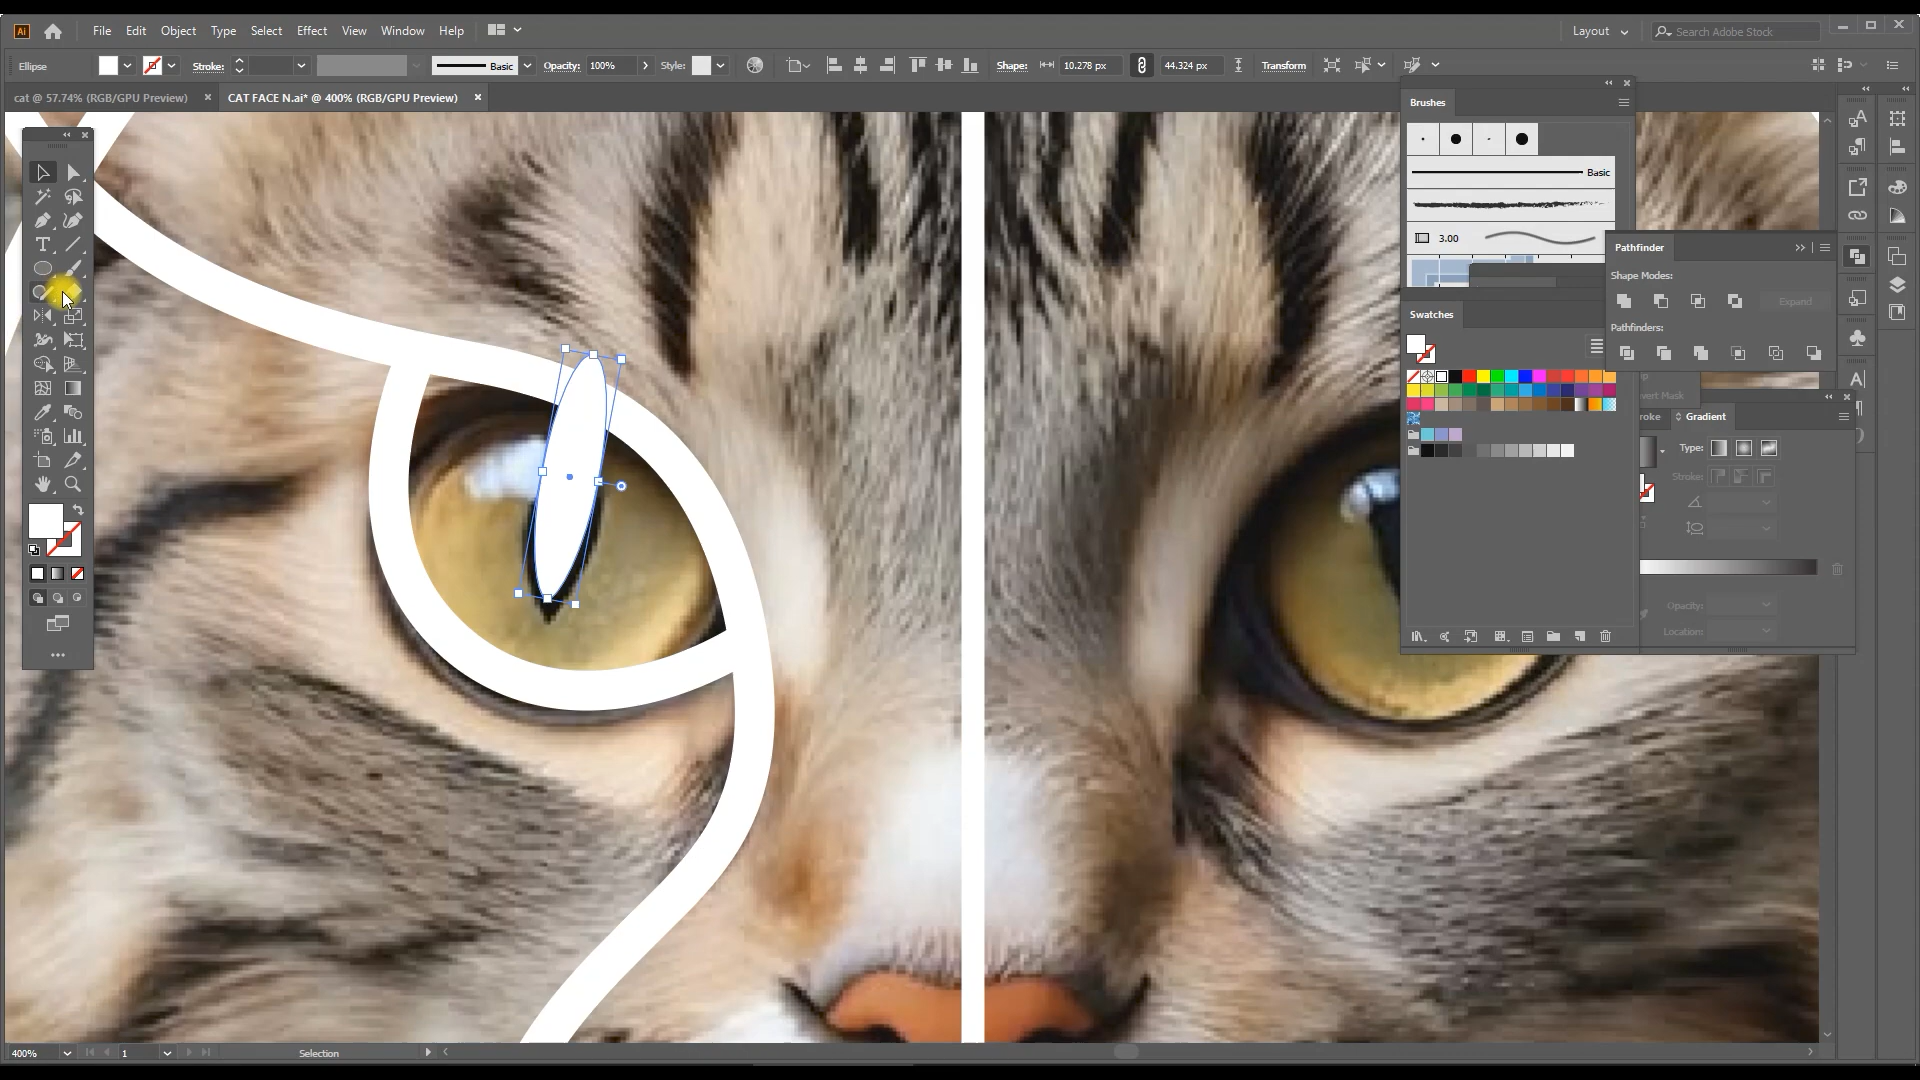 Ai File Edit Object Type Select Effect View Window Help Layout Search Adobe Stock
Ellipse Stroke: Basic Opacity: 100% Style: Shape: 10.278 px 44.324 px Transform
cat @ 57.74% (RGB/GPU Preview) × CAT FACE N.ai* @ 400% (RGB/GPU Preview) ×
Brushes
Basic
3.00
Pathfinder
Shape Modes:
Expand
Pathfinders:
Swatches
vert Mask
roke Gradient
Type:
Stroke:
Opacity:
Location:
400% 1 Selection